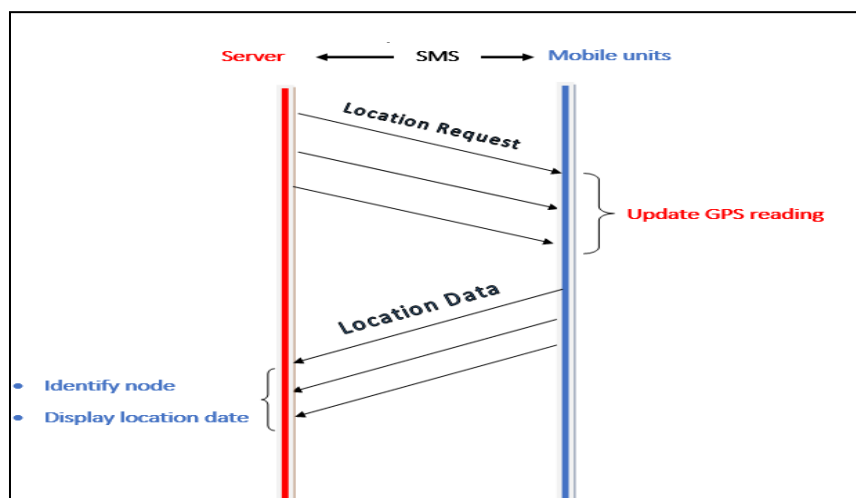 Server SMS Mobile units
Location Request
Update GPS reading
Location Data
• Identify node
• Display location date